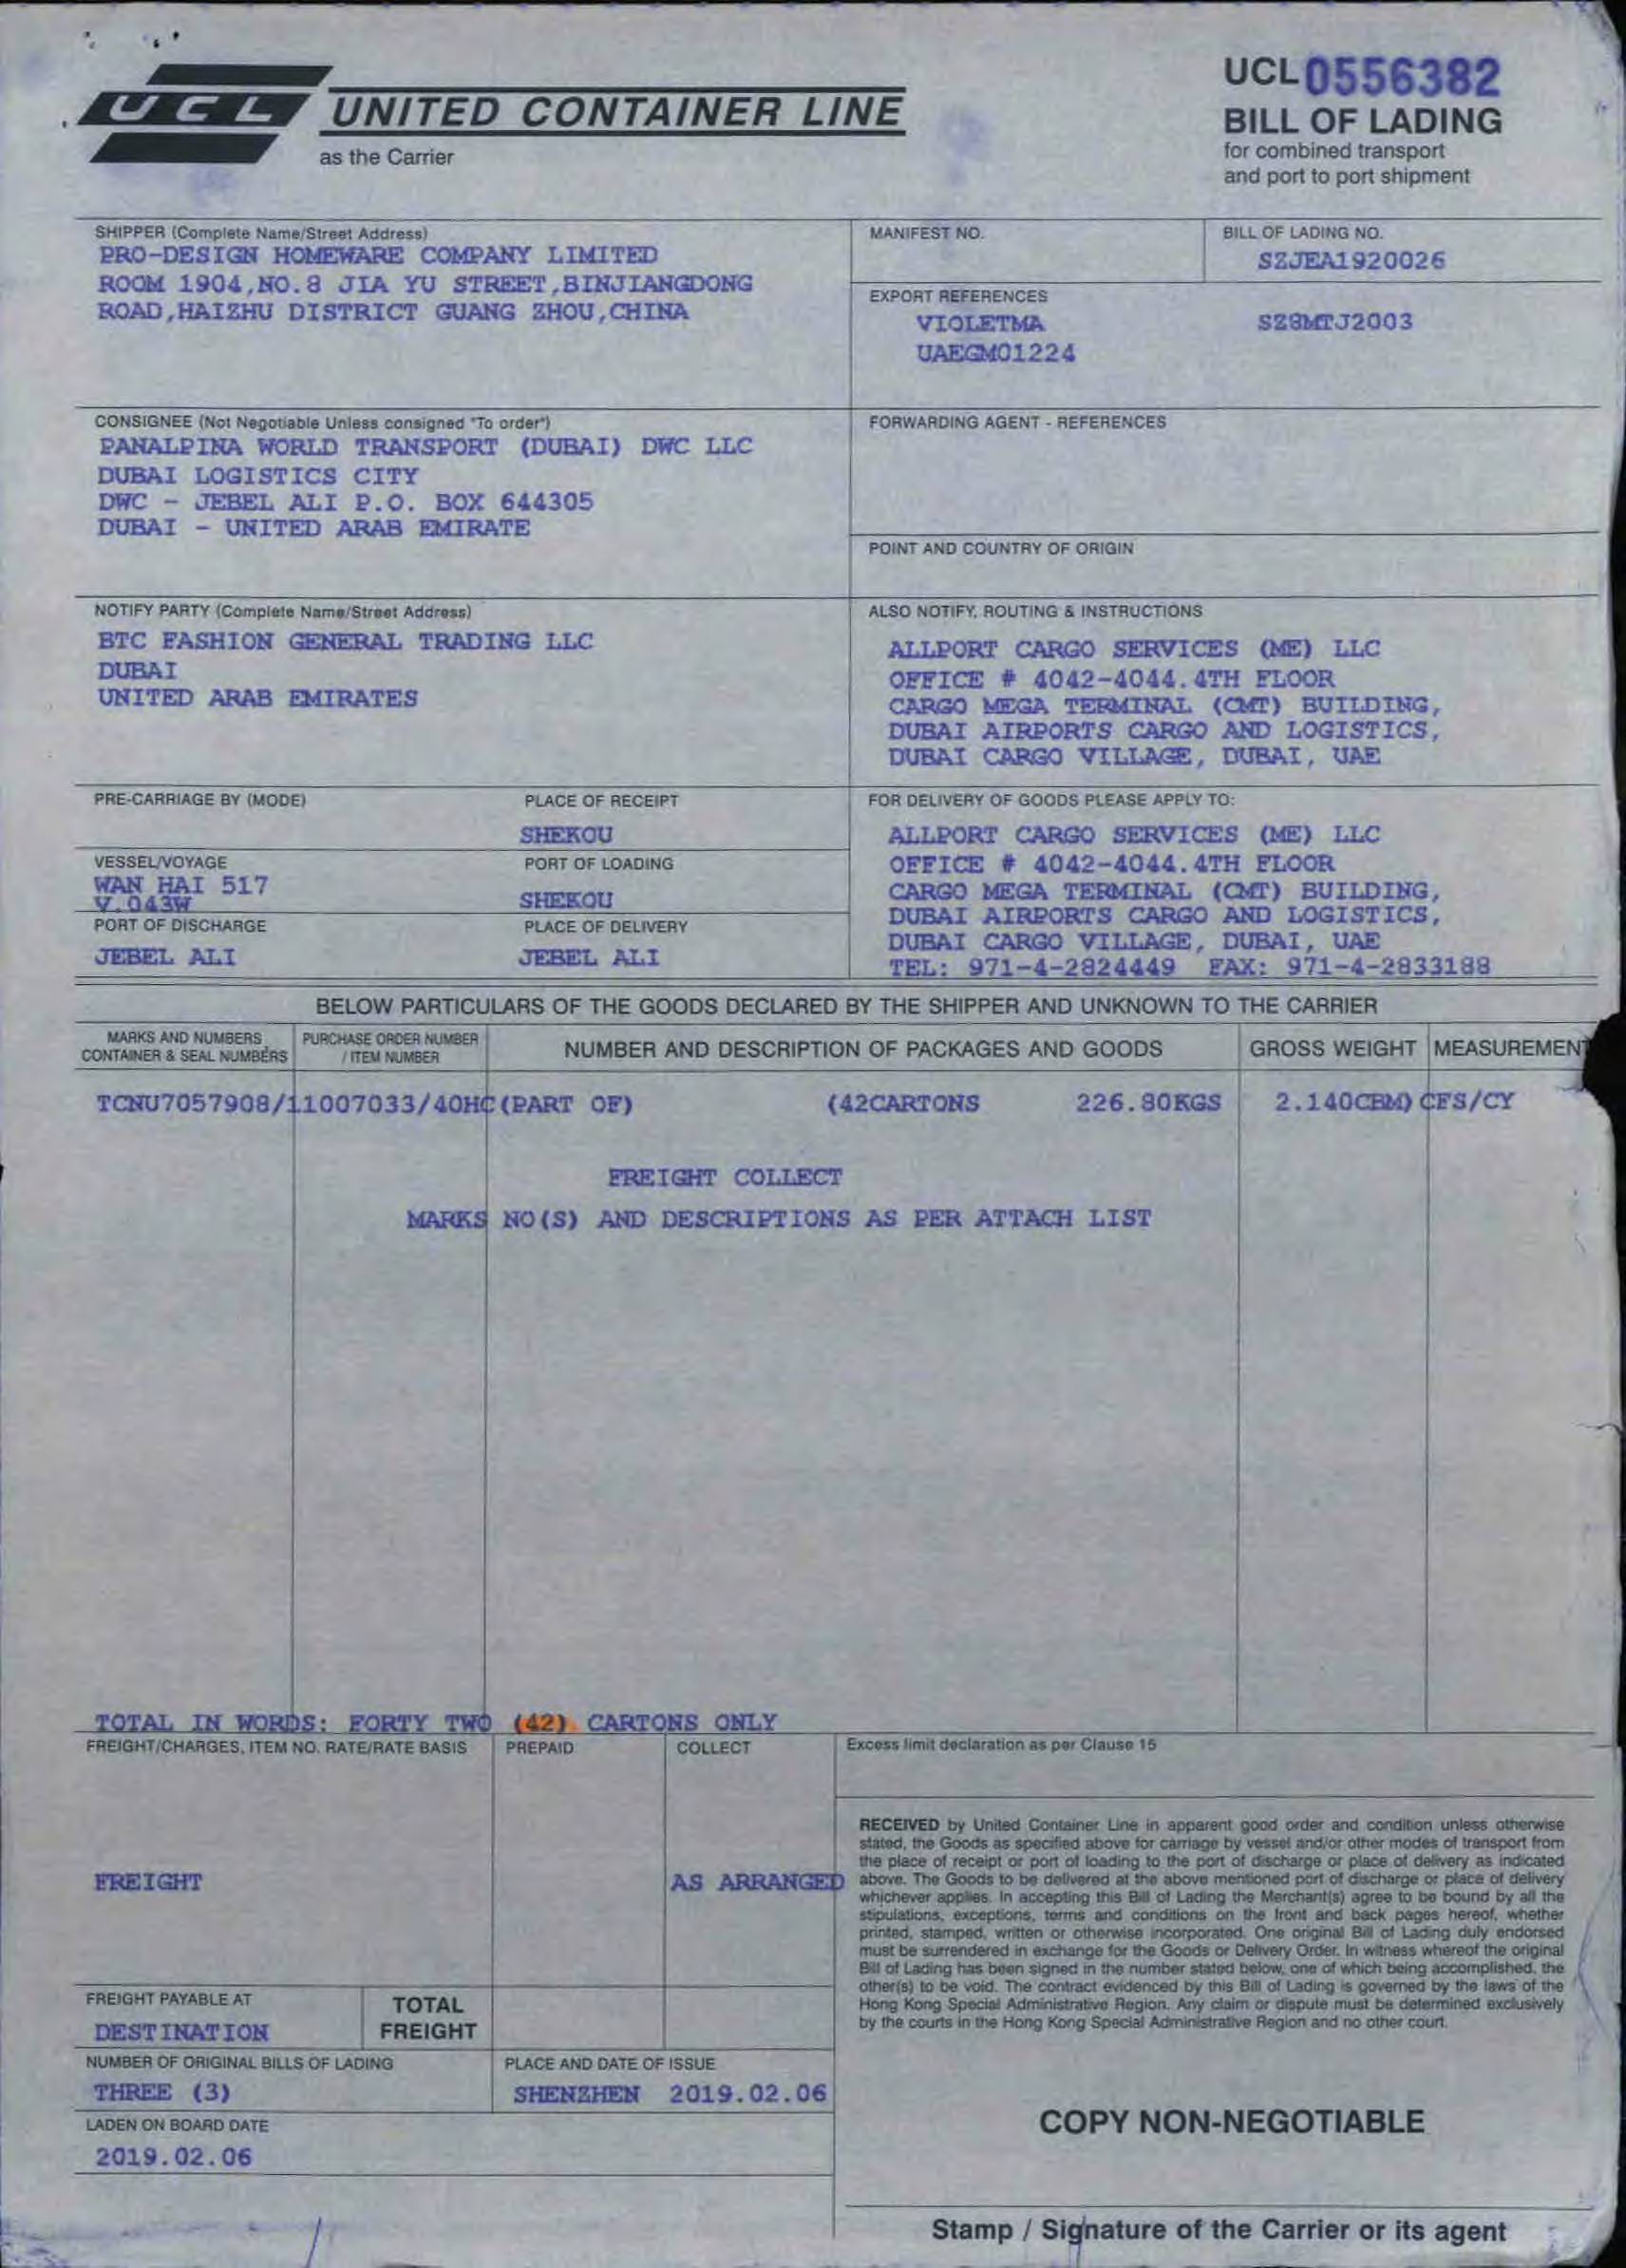 UCL UNITED CONTAINER LINE
as the Carrier
UCL 0556382
BILL OF LADING
for combined transport
and port to port shipment
SHIPPER (Complete Name/Street Address)
PRO-DESIGN HOMEWARE COMPANY LIMITED
ROOM 1904,NO.8 JIA YU STREET,BINJIANGDONG
ROAD,HAIZHU DISTRICT GUANG ZHOU,CHINA
MANIFEST NO.
BILL OF LADING NO.
SZJEA1920026
EXPORT REFERENCES
VIOLETMA SZ8MTJ2003
UAEGM01224
CONSIGNEE (Not Negotiable Unless consigned "To order")
PANALPINA WORLD TRANSPORT (DUBAI) DWC LLC
DUBAI LOGISTICS CITY
DWC - JEBEL ALI P.O. BOX 644305
DUBAI - UNITED ARAB EMIRATE
FORWARDING AGENT - REFERENCES
POINT AND COUNTRY OF ORIGIN
NOTIFY PARTY (Complete Name/Street Address)
BTC FASHION GENERAL TRADING LLC
DUBAI
UNITED ARAB EMIRATES
ALSO NOTIFY, ROUTING & INSTRUCTIONS
ALLPORT CARGO SERVICES (ME) LLC
OFFICE # 4042-4044.4TH FLOOR
CARGO MEGA TERMINAL (CMT) BUILDING,
DUBAI AIRPORTS CARGO AND LOGISTICS,
DUBAI CARGO VILLAGE, DUBAI, UAE
PRE-CARRIAGE BY (MODE)
PLACE OF RECEIPT
SHEKOU
VESSEL/VOYAGE
WAN HAI 517
V.043W
PORT OF LOADING
SHEKOU
PORT OF DISCHARGE
JEBEL ALI
PLACE OF DELIVERY
JEBEL ALI
FOR DELIVERY OF GOODS PLEASE APPLY TO:
ALLPORT CARGO SERVICES (ME) LLC
OFFICE # 4042-4044.4TH FLOOR
CARGO MEGA TERMINAL (CMT) BUILDING,
DUBAI AIRPORTS CARGO AND LOGISTICS,
DUBAI CARGO VILLAGE, DUBAI, UAE
TEL: 971-4-2824449 FAX: 971-4-2833188
BELOW PARTICULARS OF THE GOODS DECLARED BY THE SHIPPER AND UNKNOWN TO THE CARRIER
MARKS AND NUMBERS
CONTAINER & SEAL NUMBERS
PURCHASE ORDER NUMBER
/ ITEM NUMBER
NUMBER AND DESCRIPTION OF PACKAGES AND GOODS
GROSS WEIGHT
MEASUREMENT
TCNU7057908/11007033/40HC (PART OF) (42CARTONS 226.80KGS 2.140CBM) CFS/CY
FREIGHT COLLECT
MARKS NO(S) AND DESCRIPTIONS AS PER ATTACH LIST
TOTAL IN WORDS: FORTY TWO (42) CARTONS ONLY
FREIGHT/CHARGES, ITEM NO. RATE/RATE BASIS
PREPAID
COLLECT
Excess limit declaration as per Clause 15
FREIGHT AS ARRANGED
RECEIVED by United Container Line in apparent good order and condition unless otherwise
stated, the Goods as specified above for carriage by vessel and/or other modes of transport from
the place of receipt or port of loading to the port of discharge or place of delivery as indicated
above. The Goods to be delivered at the above mentioned port of discharge or place of delivery
whichever applies. In accepting this Bill of Lading the Merchant(s) agree to be bound by all the
stipulations, exceptions, terms and conditions on the front and back pages hereof, whether
printed, stamped, written or otherwise incorporated. One original Bill of Lading duly endorsed
must be surrendered in exchange for the Goods or Delivery Order. In witness whereof the original
Bill of Lading has been signed in the number stated below, one of which being accomplished, the
other(s) to be void. The contract evidenced by this Bill of Lading is governed by the laws of the
Hong Kong Special Administrative Region. Any claim or dispute must be determined exclusively
by the courts in the Hong Kong Special Administrative Region and no other court.
FREIGHT PAYABLE AT
DESTINATION
TOTAL
FREIGHT
NUMBER OF ORIGINAL BILLS OF LADING
THREE (3)
PLACE AND DATE OF ISSUE
SHENZHEN 2019.02.06
LADEN ON BOARD DATE
2019.02.06
COPY NON-NEGOTIABLE
Stamp / Signature of the Carrier or its agent